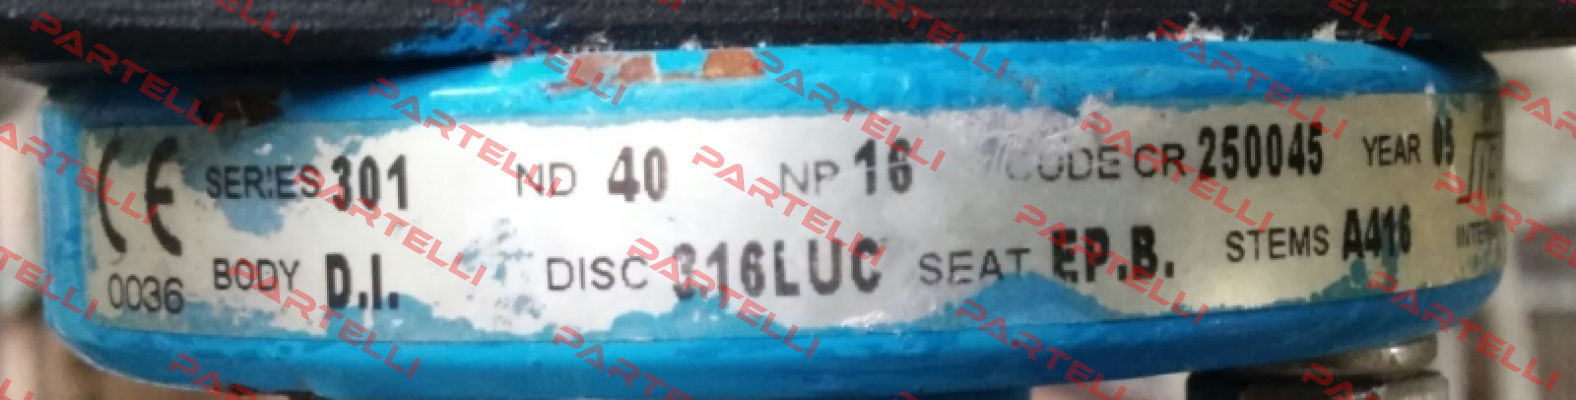 CE SERIES 301 ND 40 NP 16 CODE CR 250045 YEAR 05
0036 BODY D.I. DISC 316LUC SEAT EP.B. STEMS A416
PARTELLI